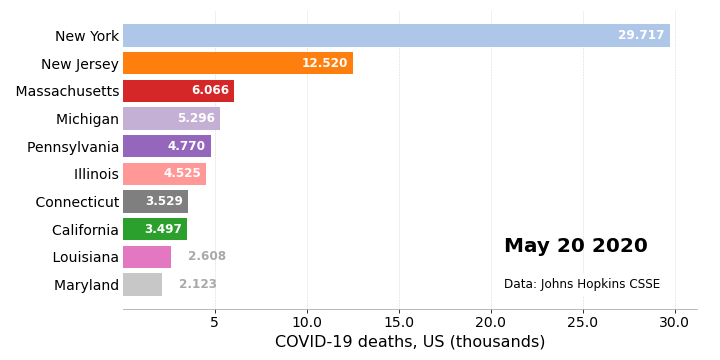 New York 29.717
New Jersey 12.520
Massachusetts 6.066
Michigan 5.296
Pennsylvania 4.770
Illinois 4.525
Connecticut 3.529
California 3.497
Louisiana 2.608
Maryland 2.123
May 20 2020
Data: Johns Hopkins CSSE
5 10.0 15.0 20.0 25.0 30.0
COVID-19 deaths, US (thousands)